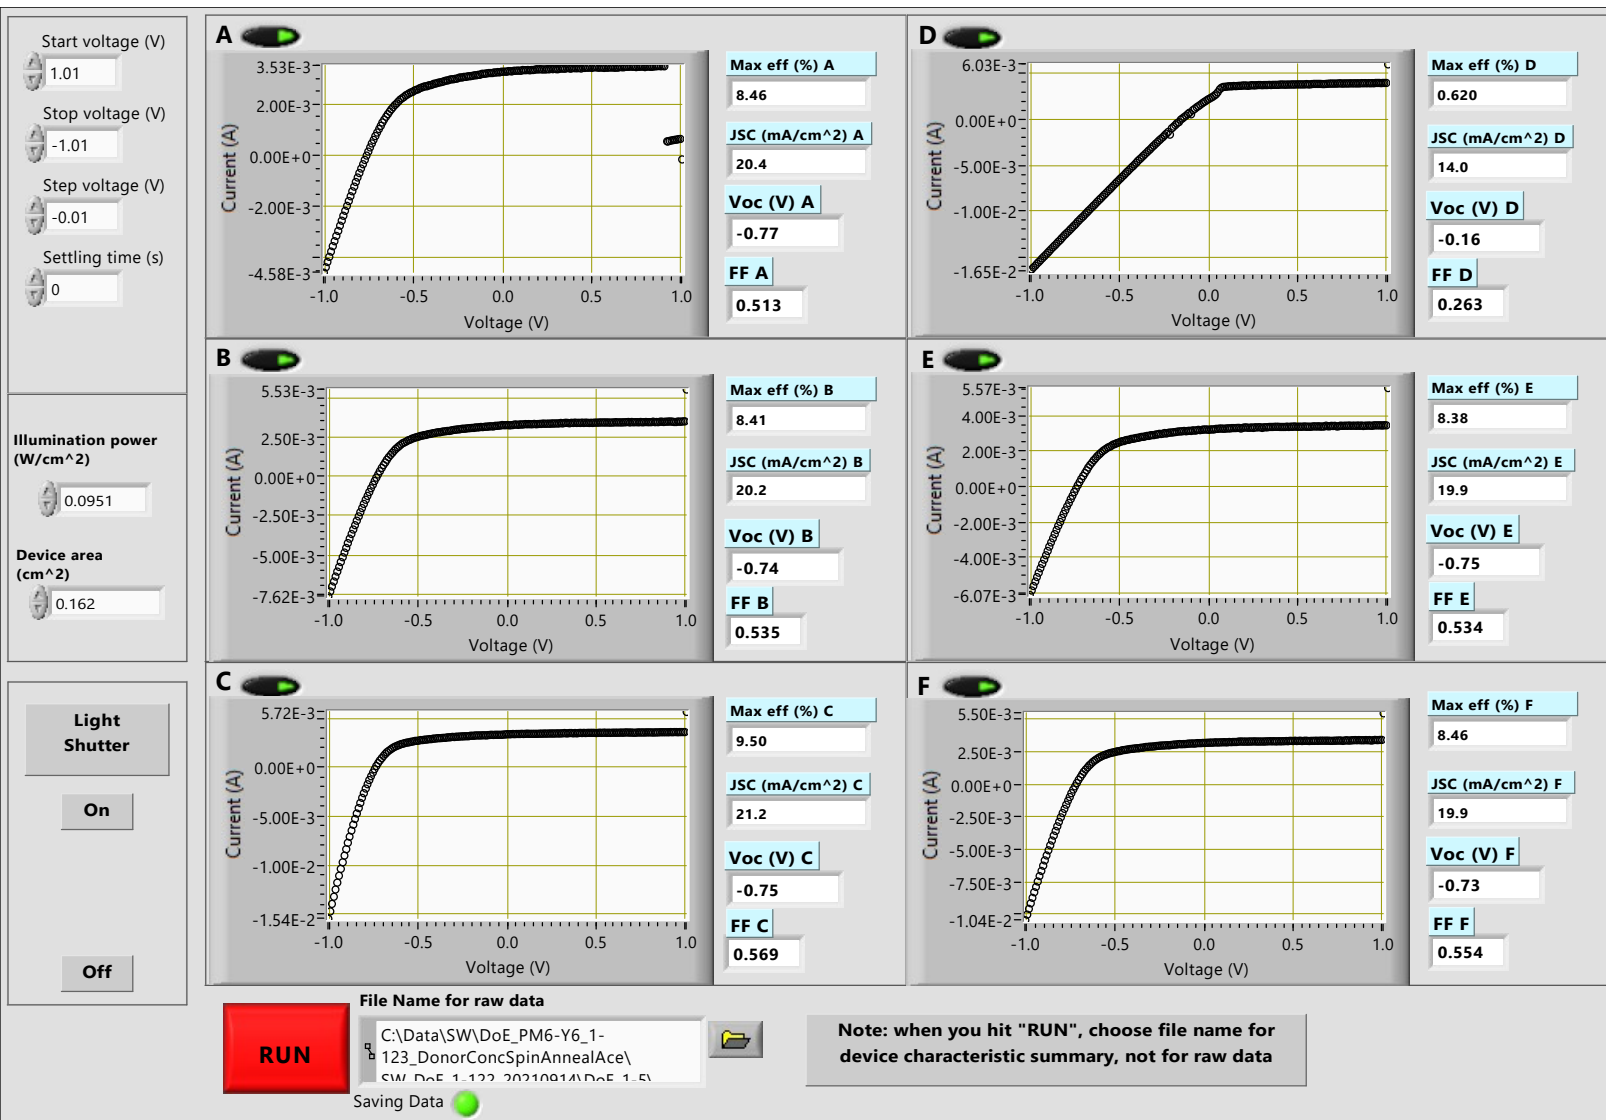 Start voltage (V)
1.01
Stop voltage (V)
-1.01
Step voltage (V)
-0.01
Settling time (s)
0
Illumination power
(W/cm^2)
0.0951
Device area
(cm^2)
0.162
Light
Shutter
On
Off
A
3.53E-3
2.00E-3
0.00E+0
-2.00E-3
-4.58E-3
Current (A)
-1.0 -0.5 0.0 0.5 1.0
Voltage (V)
Max eff (%) A
8.46
JSC (mA/cm^2) A
20.4
Voc (V) A
-0.77
FF A
0.513
B
5.53E-3
2.50E-3
0.00E+0
-2.50E-3
-5.00E-3
-7.62E-3
Current (A)
-1.0 -0.5 0.0 0.5 1.0
Voltage (V)
Max eff (%) B
8.41
JSC (mA/cm^2) B
20.2
Voc (V) B
-0.74
FF B
0.535
C
5.72E-3
0.00E+0
-5.00E-3
-1.00E-2
-1.54E-2
Current (A)
-1.0 -0.5 0.0 0.5 1.0
Voltage (V)
Max eff (%) C
9.50
JSC (mA/cm^2) C
21.2
Voc (V) C
-0.75
FF C
0.569
D
6.03E-3
0.00E+0
-5.00E-3
-1.00E-2
-1.65E-2
Current (A)
-1.0 -0.5 0.0 0.5 1.0
Voltage (V)
Max eff (%) D
0.620
JSC (mA/cm^2) D
14.0
Voc (V) D
-0.16
FF D
0.263
E
5.57E-3
4.00E-3
2.00E-3
0.00E+0
-2.00E-3
-4.00E-3
-6.07E-3
Current (A)
-1.0 -0.5 0.0 0.5 1.0
Voltage (V)
Max eff (%) E
8.38
JSC (mA/cm^2) E
19.9
Voc (V) E
-0.75
FF E
0.534
F
5.50E-3
2.50E-3
0.00E+0
-2.50E-3
-5.00E-3
-7.50E-3
-1.04E-2
Current (A)
-1.0 -0.5 0.0 0.5 1.0
Voltage (V)
Max eff (%) F
8.46
JSC (mA/cm^2) F
19.9
Voc (V) F
-0.73
FF F
0.554
RUN
File Name for raw data
C:\Data\SW\DoE_PM6-Y6_1-
123_DonorConcSpinAnnealAce\
SW_DoE_1-122_20210914\DoE_1-5\
Saving Data
Note: when you hit "RUN", choose file name for
device characteristic summary, not for raw data